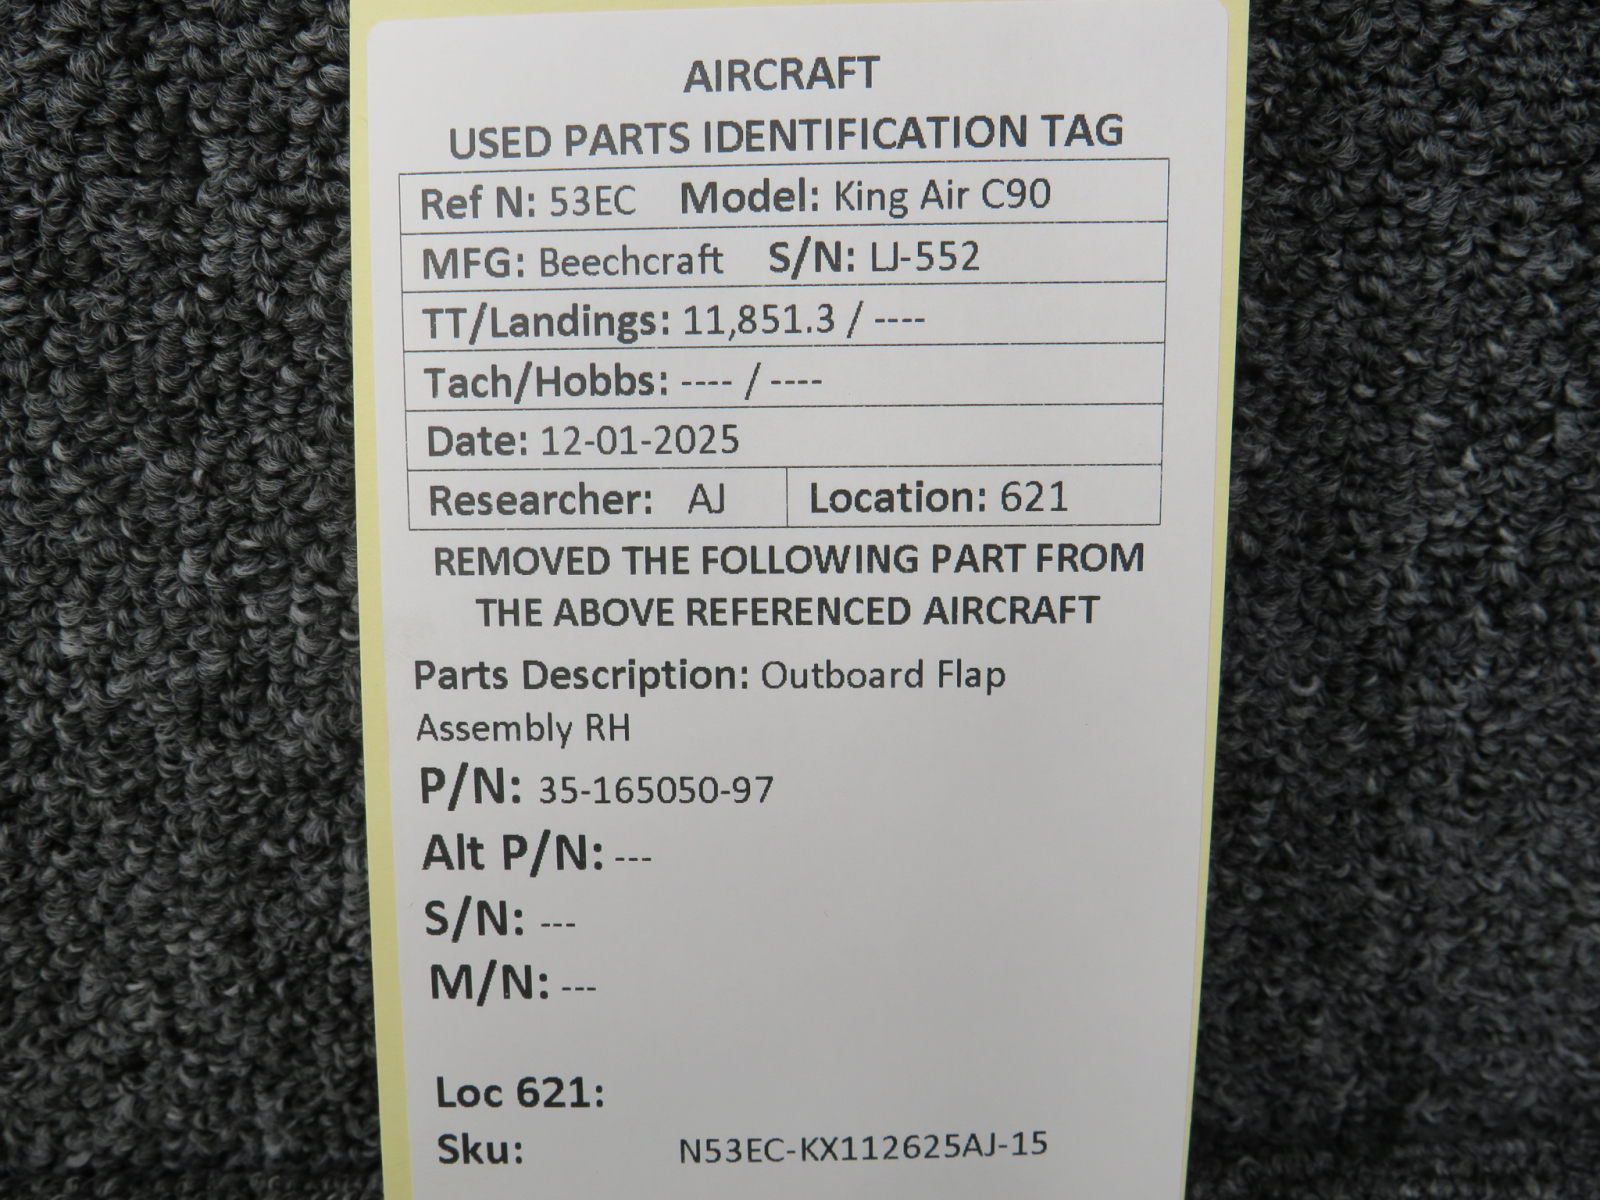 AIRCRAFT
USED PARTS IDENTIFICATION TAG
Ref N: 53EC Model: King Air C90
MFG: Beechcraft S/N: LJ-552
TT/Landings: 11,851.3 / ----
Tach/Hobbs: ---- / ----
Date: 12-01-2025
Researcher: AJ Location: 621
REMOVED THE FOLLOWING PART FROM
THE ABOVE REFERENCED AIRCRAFT
Parts Description: Outboard Flap
Assembly RH
P/N: 35-165050-97
Alt P/N: ---
S/N: ---
M/N: ---
Loc 621:
Sku: N53EC-KX112625AJ-15